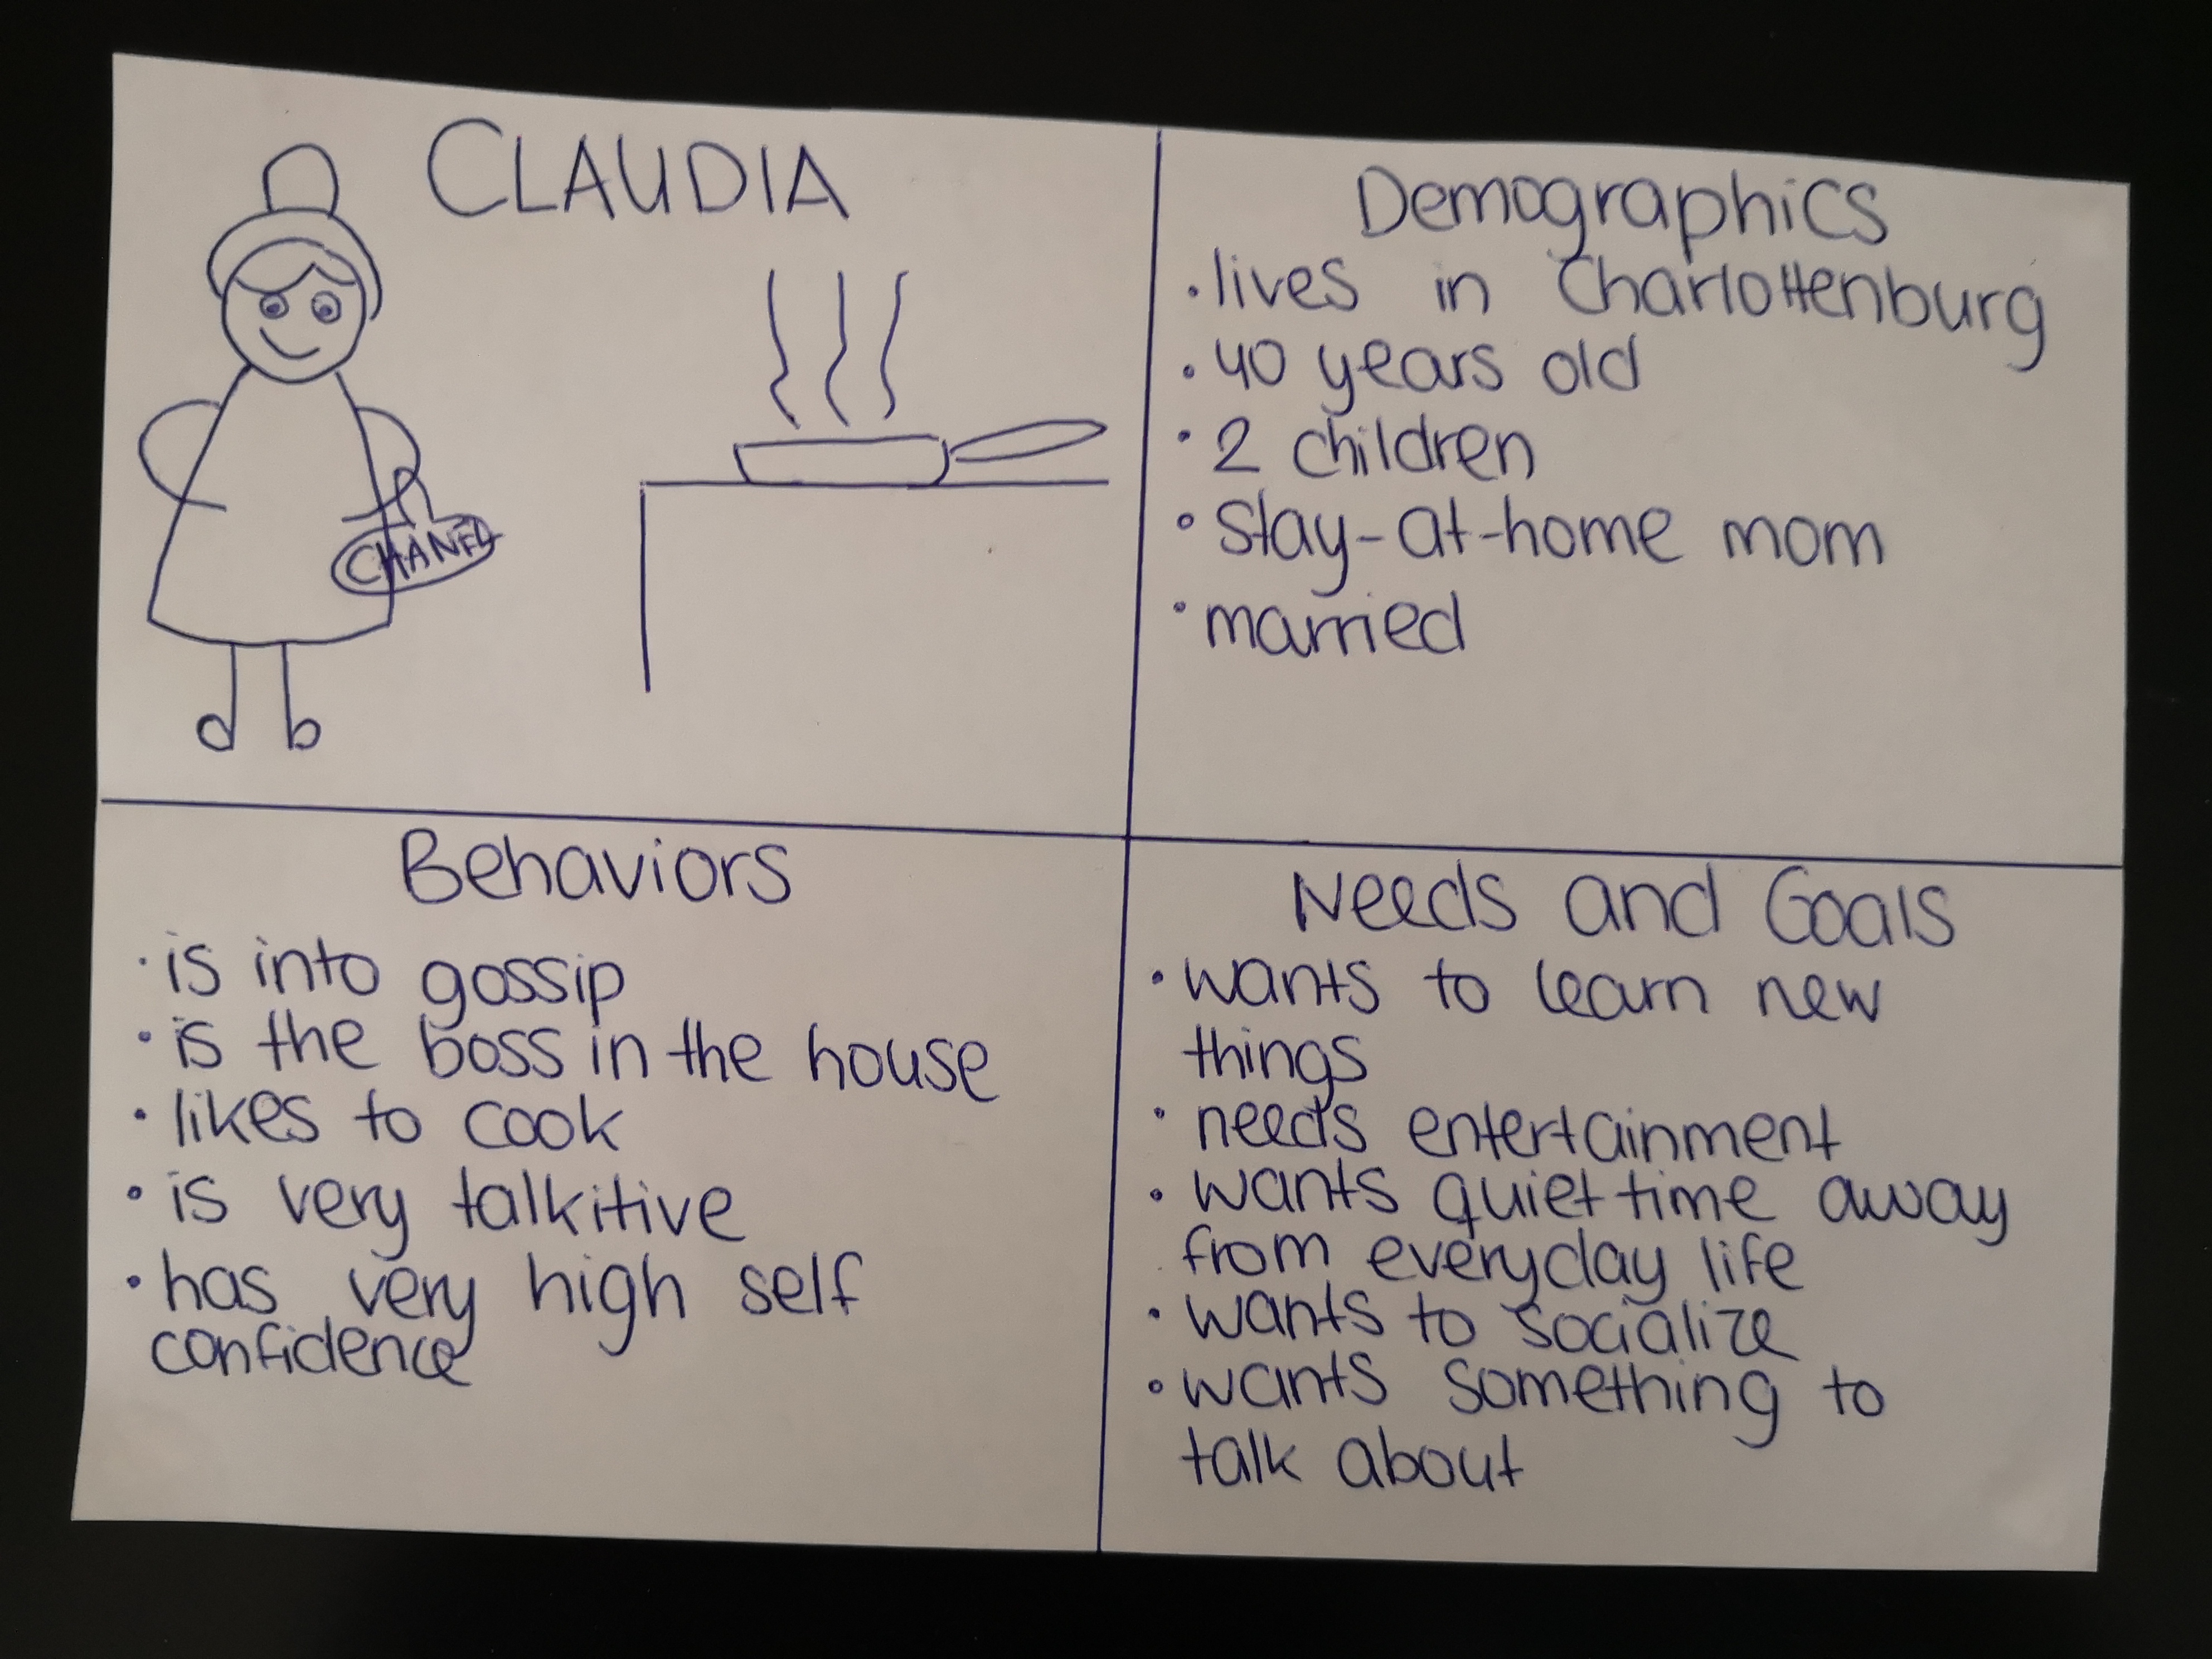 CLAUDIA
CHANEL
Demographics
• lives in Charlottenburg
• 40 years old
• 2 children
• stay-at-home mom
• married
Behaviors
• is into gossip
• is the boss in the house
• likes to cook
• is very talkitive
• has very high self
confidence
Needs and Goals
• wants to learn new
things
• needs entertainment
• wants quiet time away
from everyday life
• wants to socialize
• wants something to
talk about